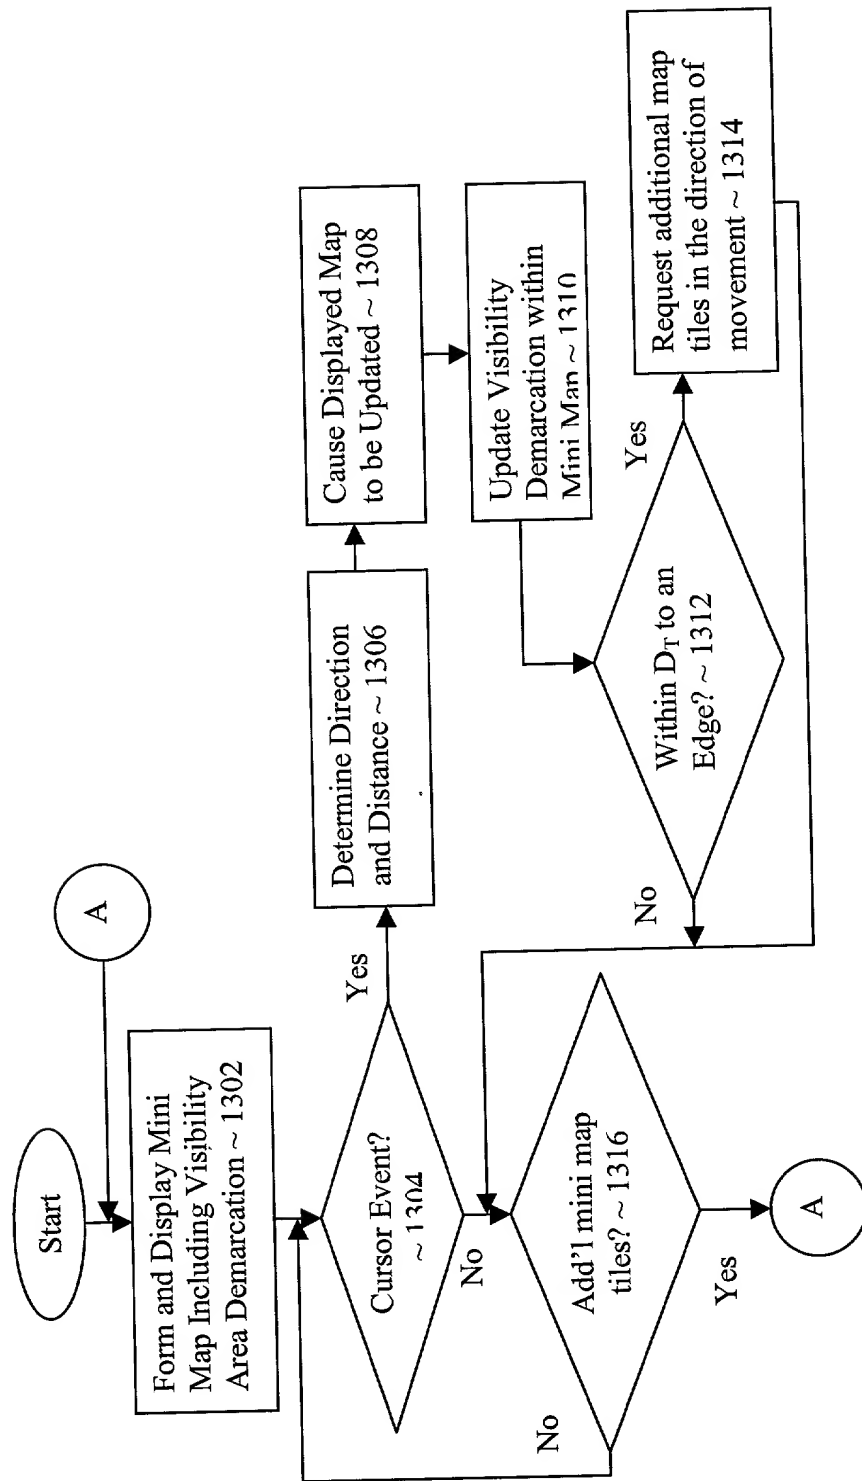 Start
A
Form and Display Mini
Map Including Visibility
Area Demarcation ~ 1302
Cursor Event?
~ 1304
Yes
No
Determine Direction
and Distance ~ 1306
Cause Displayed Map
to be Updated ~ 1308
Update Visibility
Demarcation within
Mini Map ~ 1310
Within DT to an
Edge? ~ 1312
Yes
No
Request additional map
tiles in the direction of
movement ~ 1314
Add'l mini map
tiles? ~ 1316
No
Yes
A